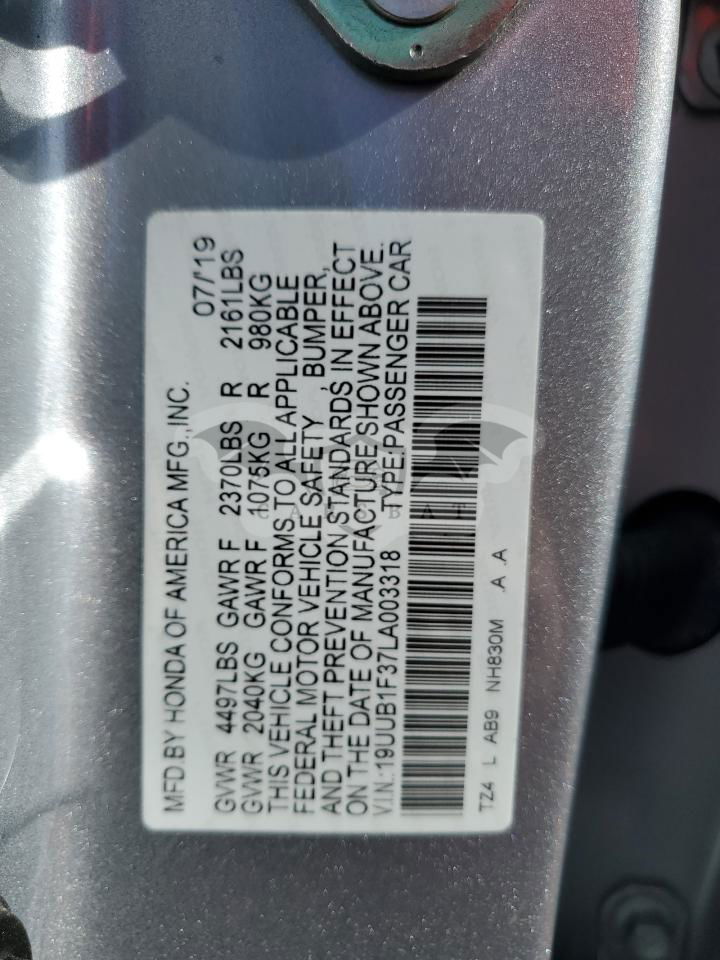 MFD.BY HONDA OF AMERICA MFG.,INC. 07/'19
GVWR 4497LBS GAWR F 2370LBS R 2161LBS
GVWR 2040KG GAWR F 1075KG R 980KG
THIS VEHICLE CONFORMS TO ALL APPLICABLE
FEDERAL MOTOR VEHICLE SAFETY , BUMPER,
AND THEFT PREVENTION STANDARDS IN EFFECT
ON THE DATE OF MANUFACTURE SHOWN ABOVE.
V.I.N.:19UUB1F37LA003318 TYPE:PASSENGER CAR
TZ4 L AB9 NH830M .A .A